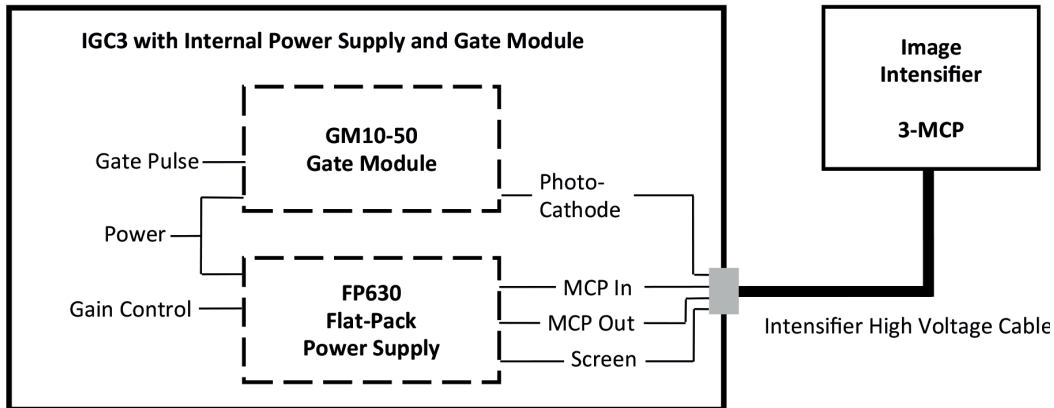 IGC3 with Internal Power Supply and Gate Module
Image
Intensifier
3-MCP
GM10-50
Gate Module
Gate Pulse
Photo-
Cathode
Power
FP630
Flat-Pack
Power Supply
Gain Control
MCP In
MCP Out
Screen
Intensifier High Voltage Cable